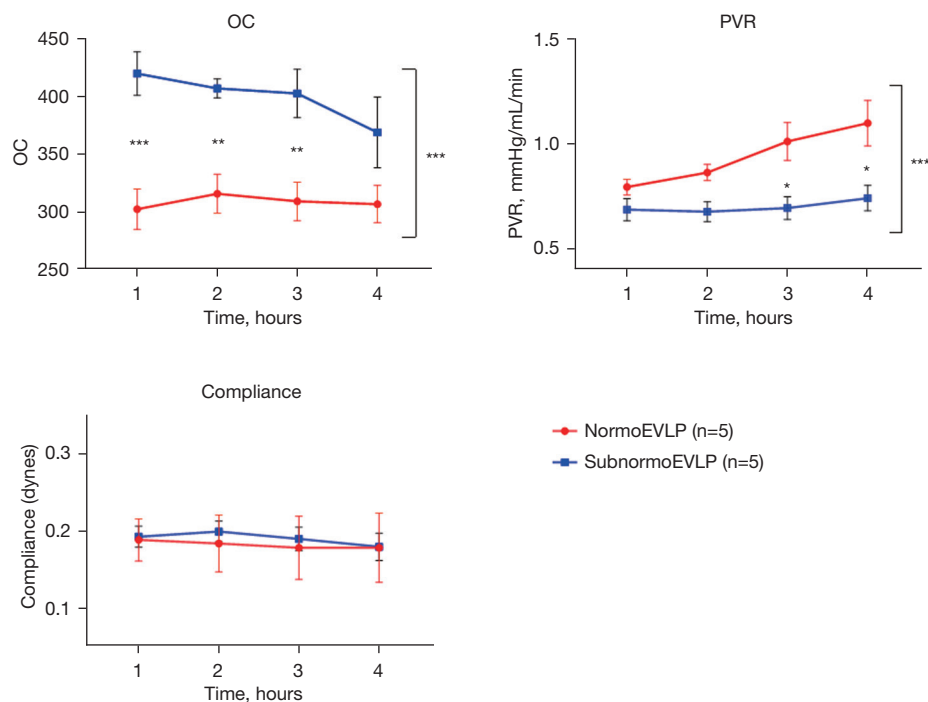 OC
450
400
350
300
250
OC
***
**
**
***
1 2 3 4
Time, hours
PVR
1.5
1.0
0.5
PVR, mmHg/mL/min
*
*
***
1 2 3 4
Time, hours
Compliance
0.3
0.2
0.1
Compliance (dynes)
1 2 3 4
Time, hours
NormoEVLP (n=5)
SubnormoEVLP (n=5)